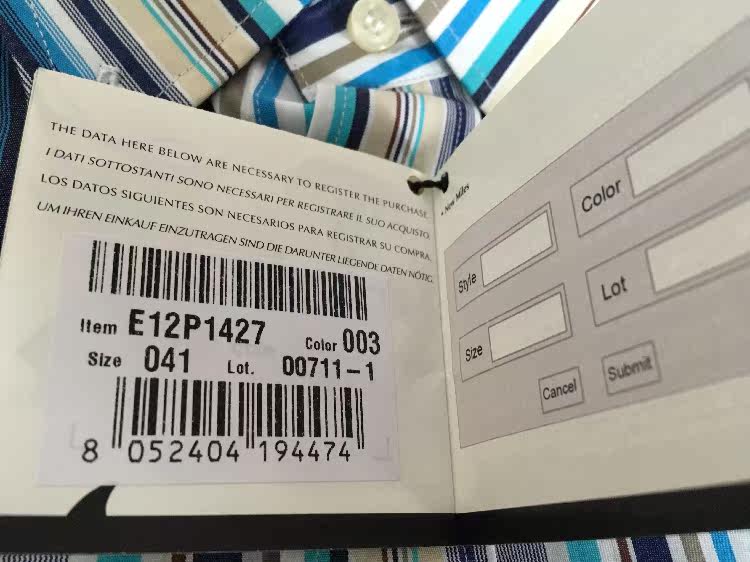 THE DATA HERE BELOW ARE NECESSARY TO REGISTER THE PURCHASE.
I DATI SOTTOSTANTI SONO NECESSARI PER REGISTRARE IL SUO ACQUISTO.
LOS DATOS SIGUIENTES SON NECESARIOS PARA REGISTRAR SU COMPRA.
UM IHREN EINKAUF EINZUTRAGEN SIND DIE DARUNTER LIEGENDE DATEN NÖTIG.
Item E12P1427 Color 003
Size 041 Lot. 00711-1
8 052404 194474
Style
Color
Size
Lot
Cancel Submit